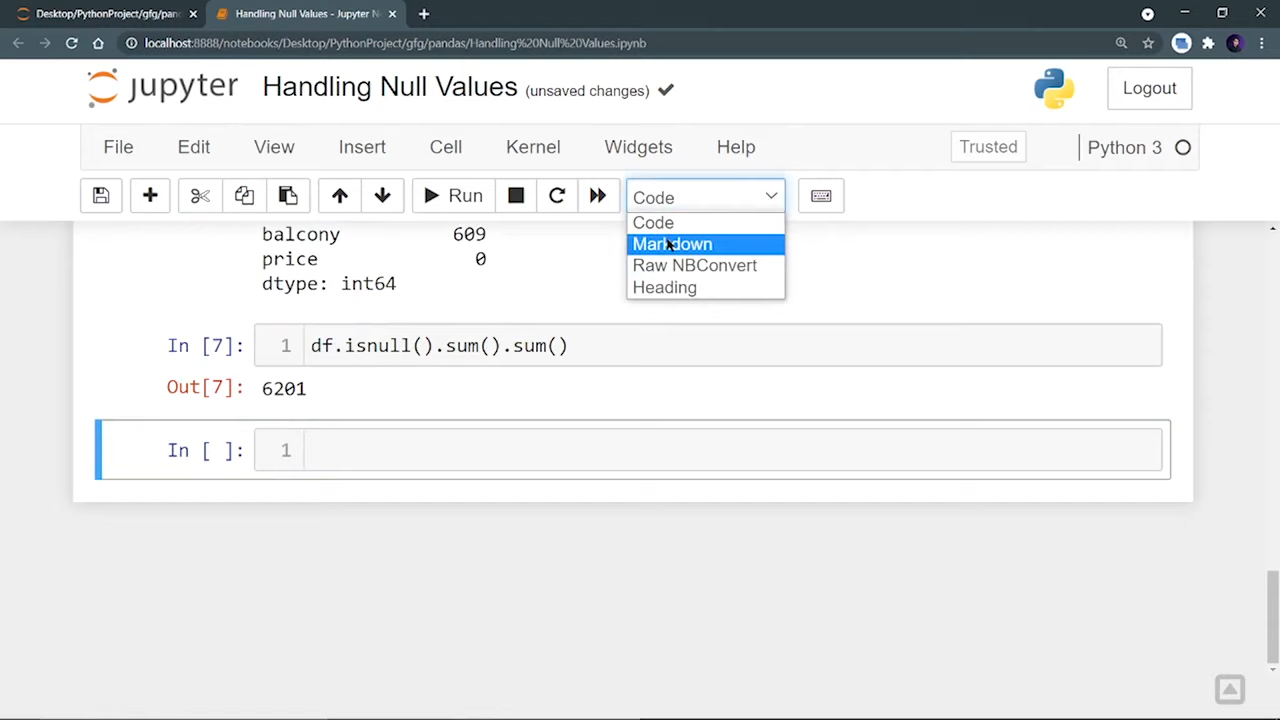 Desktop/PythonProject/gfg/pan
Handling Null Values - Jupyter N
localhost:8888/notebooks/Desktop/PythonProject/gfg/pandas/Handling%20Null%20Values.ipynb
jupyter Handling Null Values (unsaved changes) Logout
File Edit View Insert Cell Kernel Widgets Help Trusted Python 3
Run Code
Code
Markdown
Raw NBConvert
Heading
balcony 609
price 0
dtype: int64
In [7]: 1 df.isnull().sum().sum()
Out[7]: 6201
In [ ]: 1